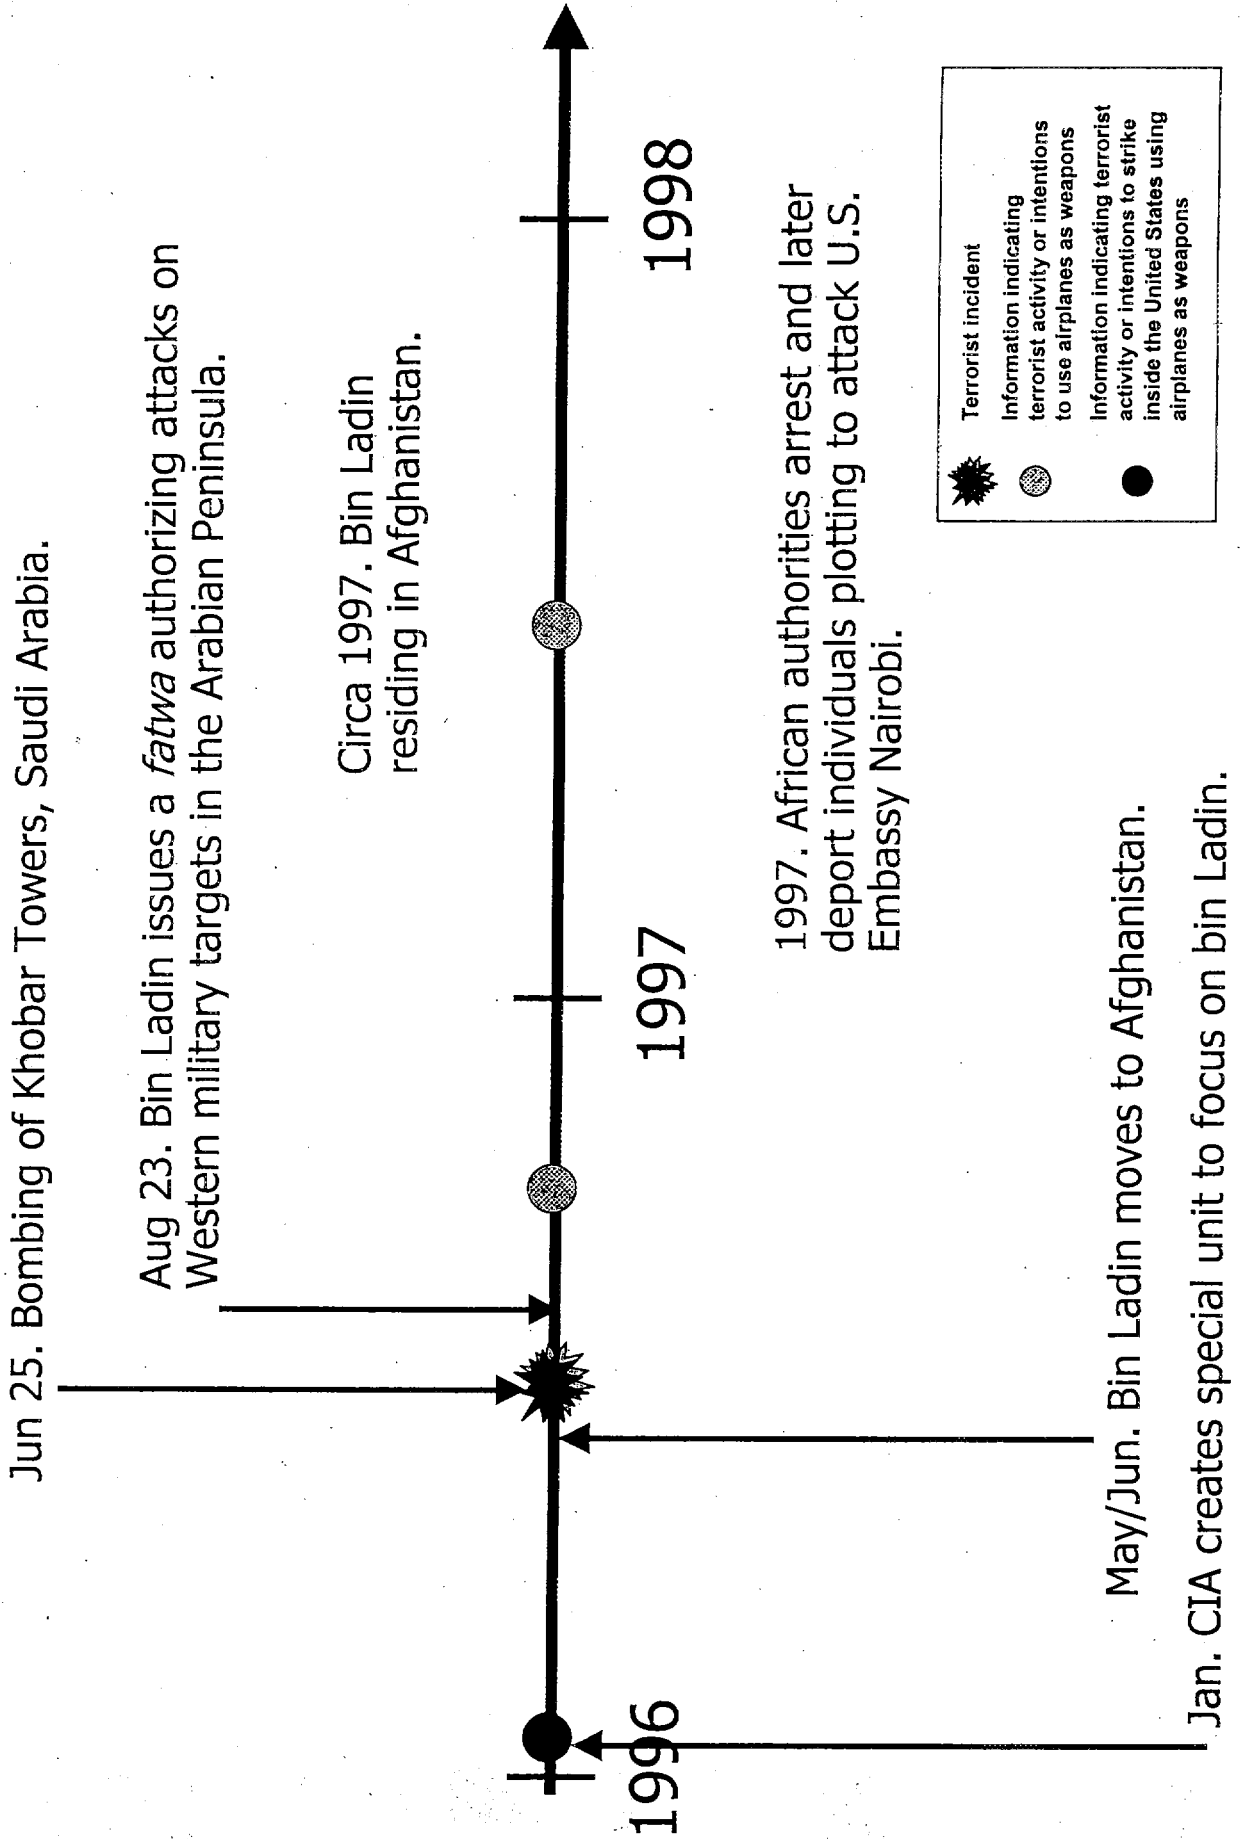 Jun 25. Bombing of Khobar Towers, Saudi Arabia.
Aug 23. Bin Ladin issues a fatwa authorizing attacks on
Western military targets in the Arabian Peninsula.
Circa 1997. Bin Ladin
residing in Afghanistan.
1996
1997
1998
1997. African authorities arrest and later
deport individuals plotting to attack U.S.
Embassy Nairobi.
May/Jun. Bin Ladin moves to Afghanistan.
Jan. CIA creates special unit to focus on bin Ladin.
Terrorist incident
Information indicating
terrorist activity or intentions
to use airplanes as weapons
Information indicating terrorist
activity or intentions to strike
inside the United States using
airplanes as weapons